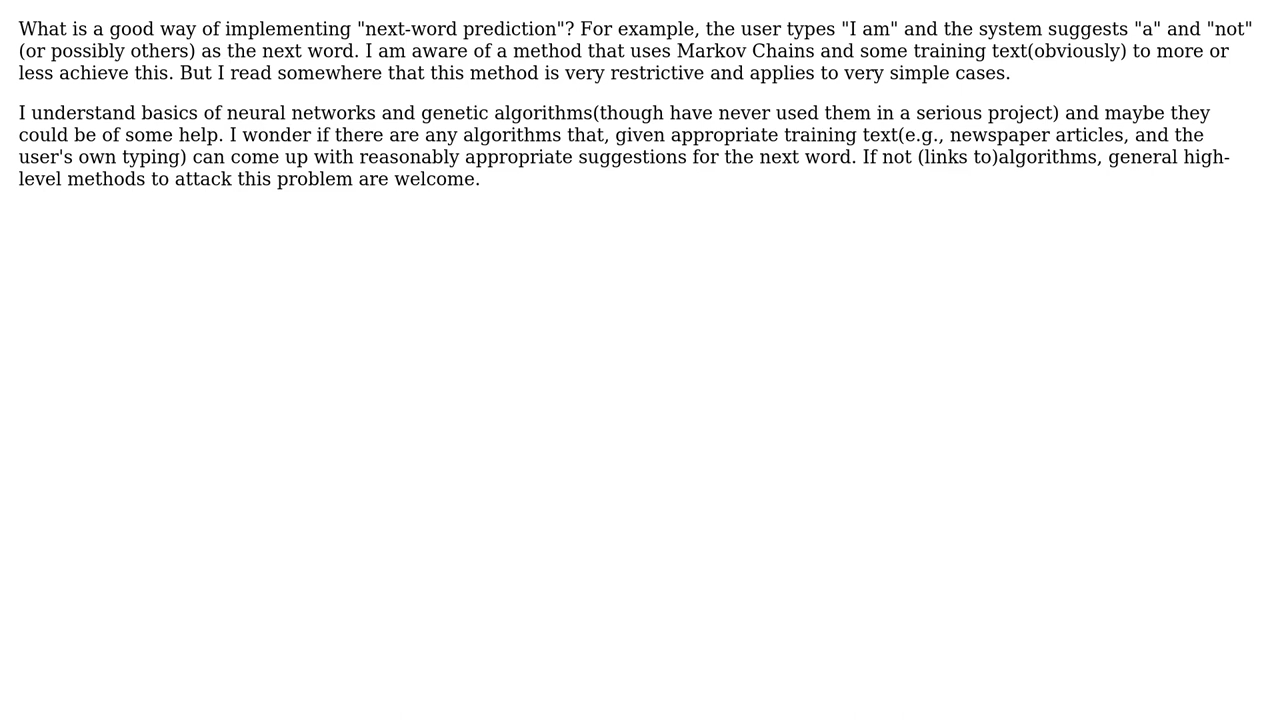 What is a good way of implementing "next-word prediction"? For example, the user types "I am" and the system suggests "a" and "not"
(or possibly others) as the next word. I am aware of a method that uses Markov Chains and some training text(obviously) to more or
less achieve this. But I read somewhere that this method is very restrictive and applies to very simple cases.
I understand basics of neural networks and genetic algorithms(though have never used them in a serious project) and maybe they
could be of some help. I wonder if there are any algorithms that, given appropriate training text(e.g., newspaper articles, and the
user's own typing) can come up with reasonably appropriate suggestions for the next word. If not (links to)algorithms, general high-
level methods to attack this problem are welcome.